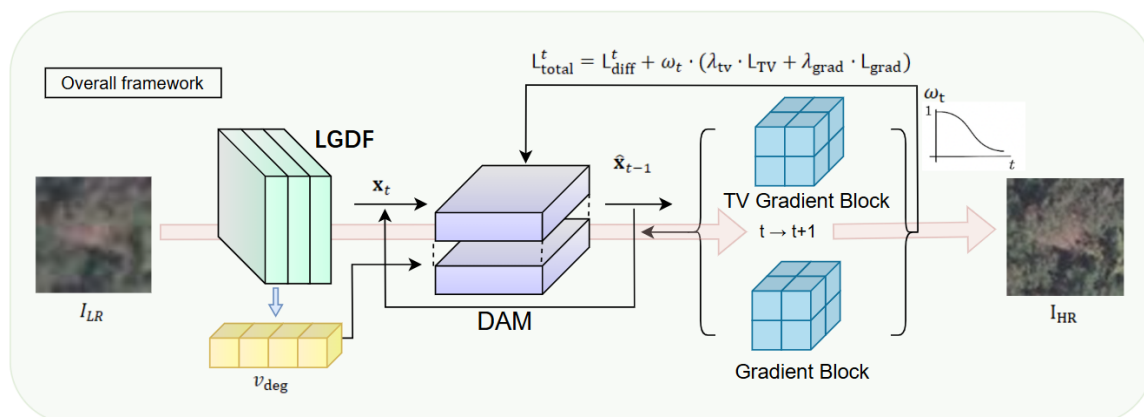 L^t_total = L^t_diff + ω_t · (λ_tv · L_TV + λ_grad · L_grad)
Overall framework
ω_t
1
t
LGDF
x_t
x̂_{t−1}
TV Gradient Block
t → t+1
I_LR
DAM
I_HR
Gradient Block
v_deg